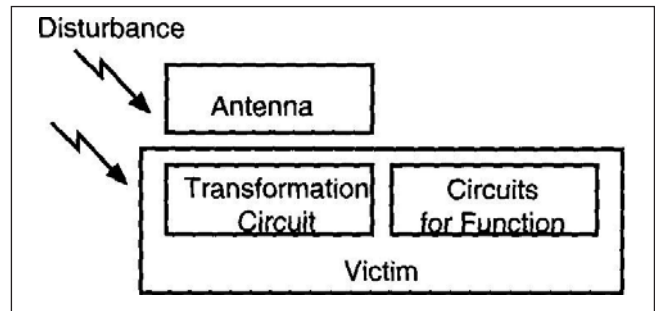 Disturbance
Antenna
Transformation
Circuit
Circuits
for Function
Victim